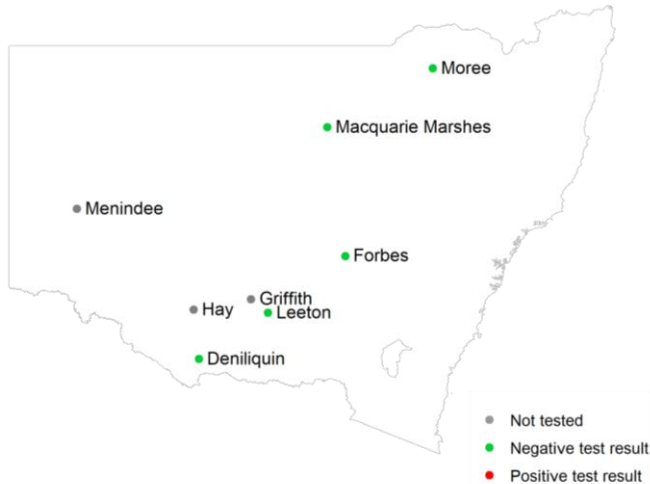 Moree
Macquarie Marshes
Menindee
Forbes
Griffith
Hay
Leeton
Deniliquin
Not tested
Negative test result
Positive test result